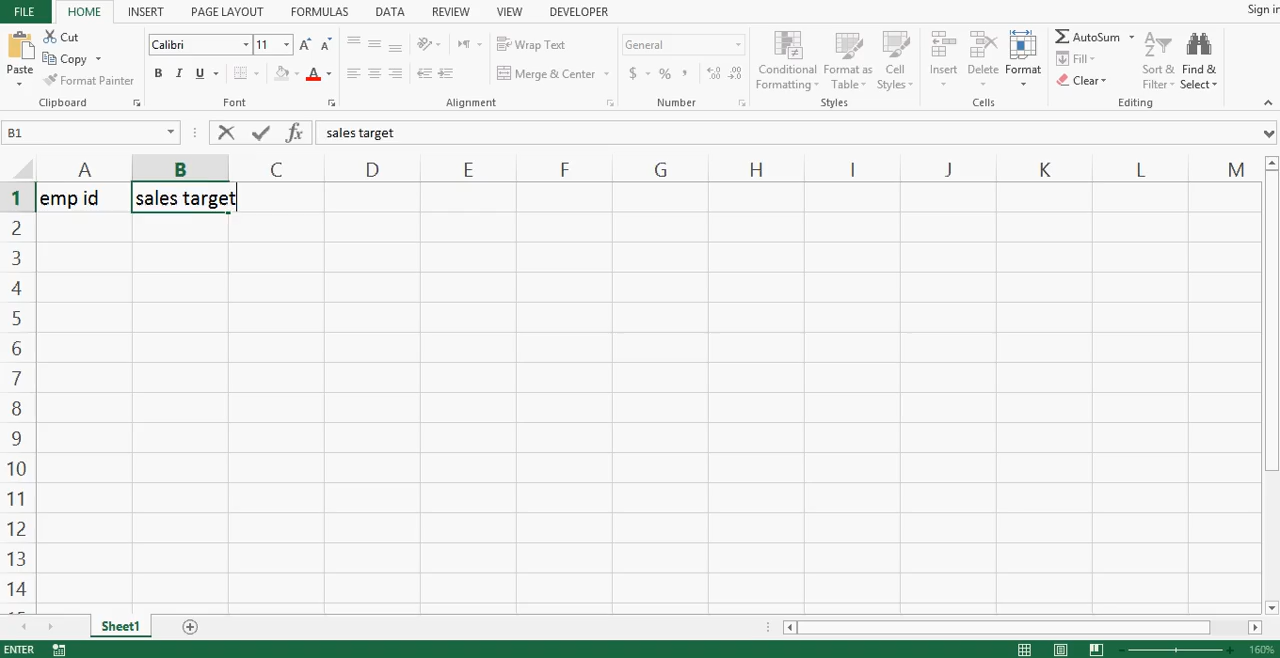 FILE HOME INSERT PAGE LAYOUT FORMULAS DATA REVIEW VIEW DEVELOPER Sign in
Paste
Cut
Copy
Format Painter
Clipboard
Calibri 11 A A
B I U A
Font
Wrap Text
Merge & Center
Alignment
General
$ % , .00 .0
Number
Conditional Formatting
Format as Table
Cell Styles
Styles
Insert
Delete
Format
Cells
AutoSum
Fill
Clear
Sort & Filter
Find & Select
Editing
B1 fx sales target
A B C D E F G H I J K L M
1 emp id sales target
2
3
4
5
6
7
8
9
10
11
12
13
14
Sheet1
ENTER 160%